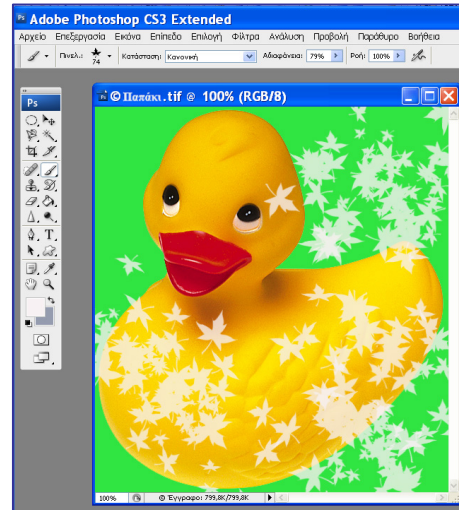 Ps Adobe Photoshop CS3 Extended
Αρχείο Επεξεργασία Εικόνα Επίπεδο Επιλογή Φίλτρα Ανάλυση Προβολή Παράθυρο Βοήθεια
Πινελ.: 74 Κατάσταση: Κανονική Αδιαφάνεια: 79% Ροή: 100%
Ps
© Παπάκι.tif @ 100% (RGB/8)
T
100% Έγγραφο: 799,8K/799,8K